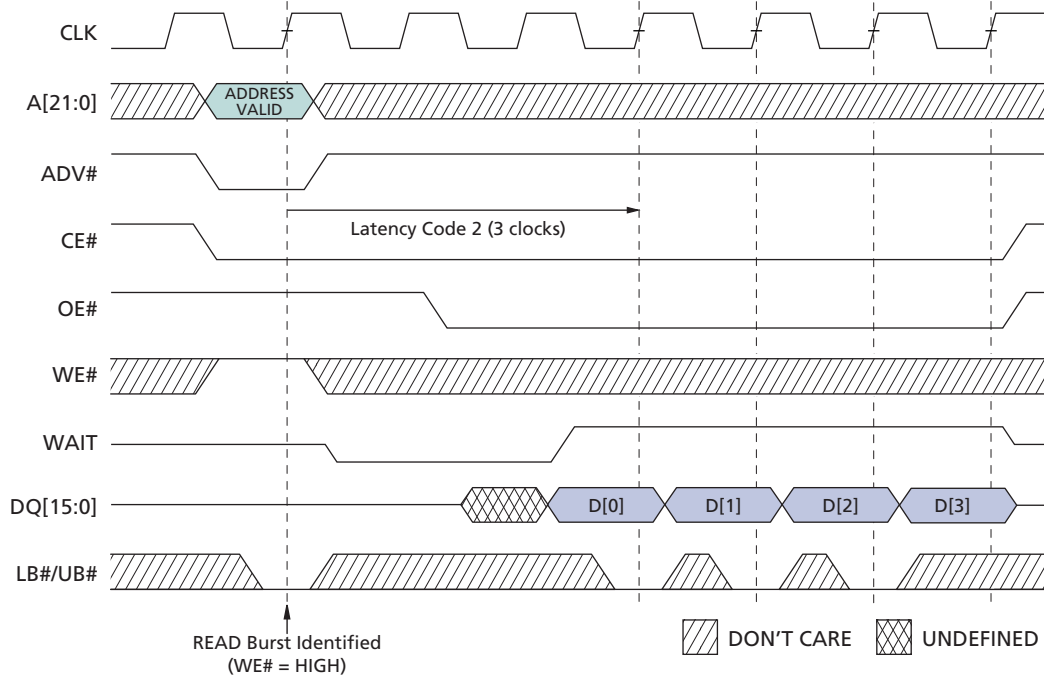 CLK
A[21:0]
ADDRESS
VALID
ADV#
Latency Code 2 (3 clocks)
CE#
OE#
WE#
WAIT
DQ[15:0]
D[0]
D[1]
D[2]
D[3]
LB#/UB#
READ Burst Identified
(WE# = HIGH)
DON'T CARE
UNDEFINED